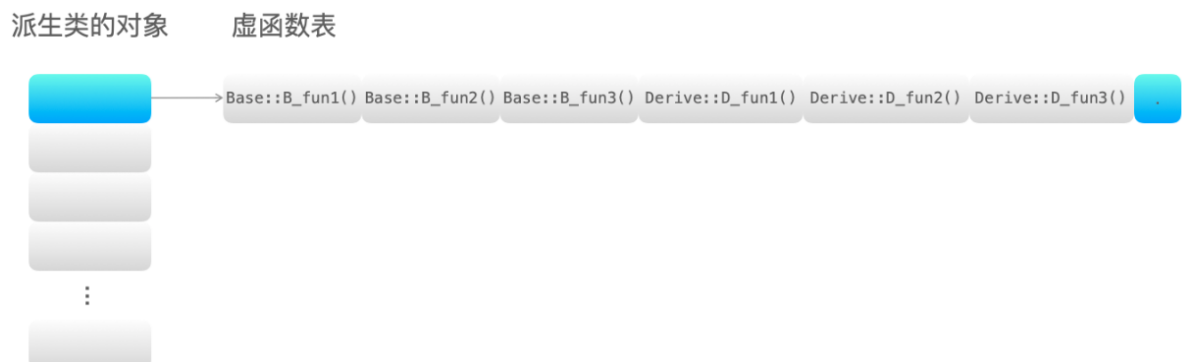 派生类的对象 虚函数表
Base::B_fun1() Base::B_fun2() Base::B_fun3() Derive::D_fun1() Derive::D_fun2() Derive::D_fun3() .
⋮